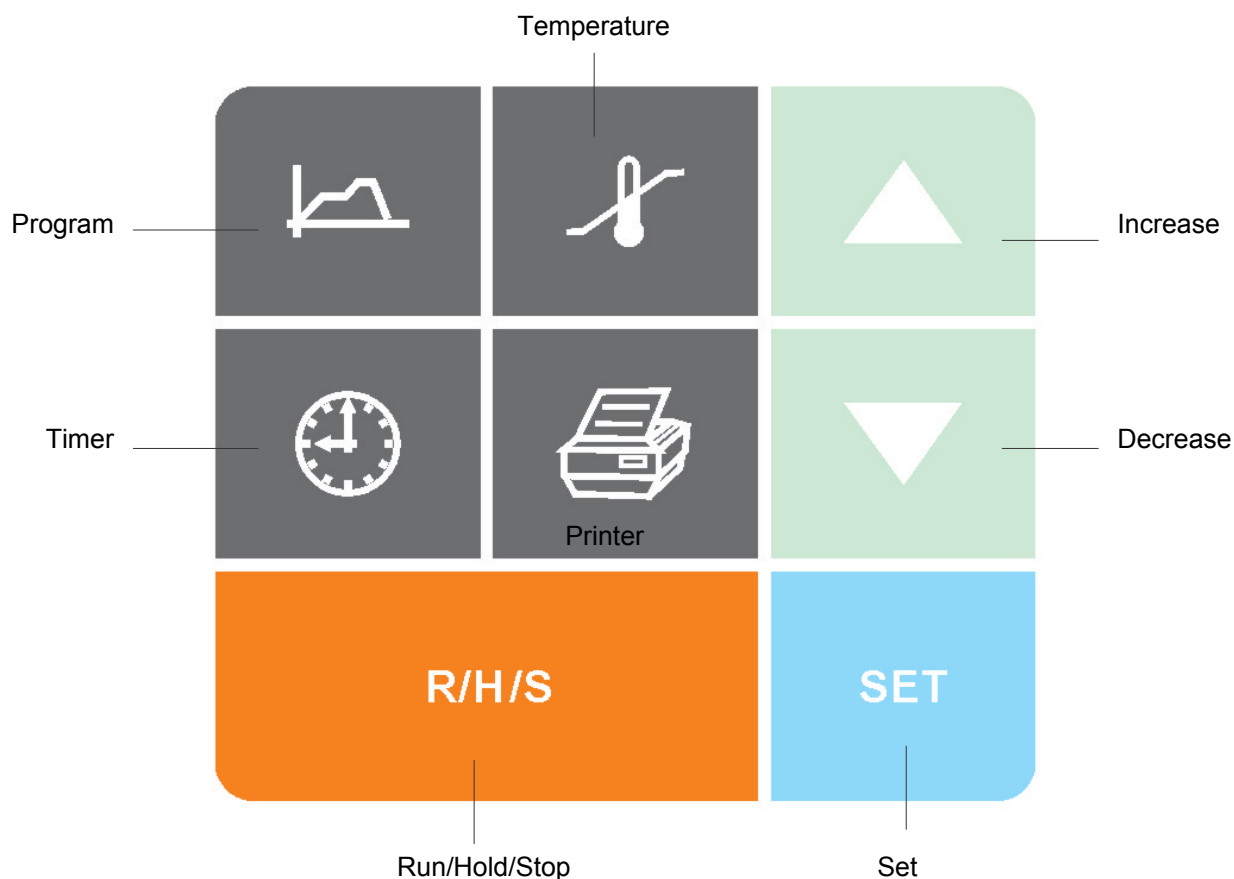 Temperature
Program
Increase
Timer
Decrease
Printer
R/H/S
SET
Run/Hold/Stop
Set